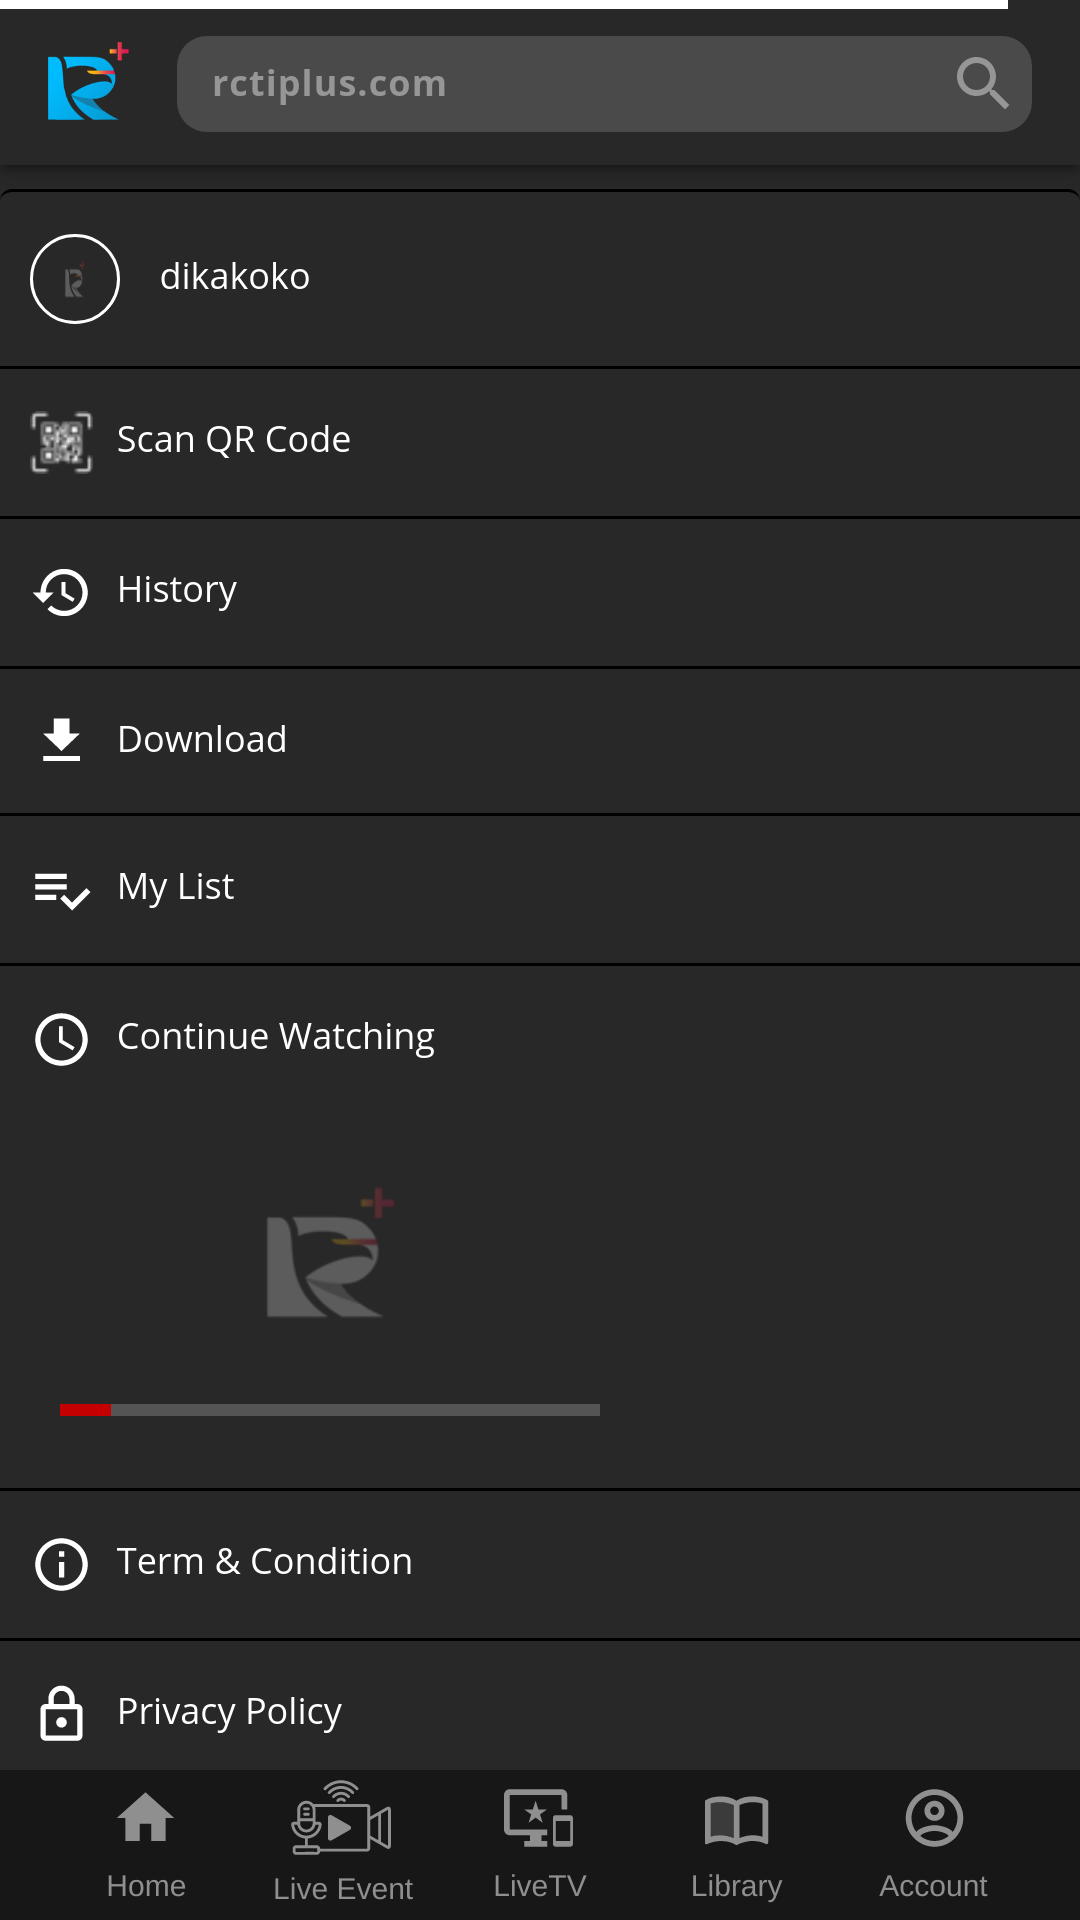 rctiplus.com
dikakoko
Scan QR Code
History
Download
My List
Continue Watching
Term & Condition
Privacy Policy
Home
Live Event
LiveTV
Library
Account